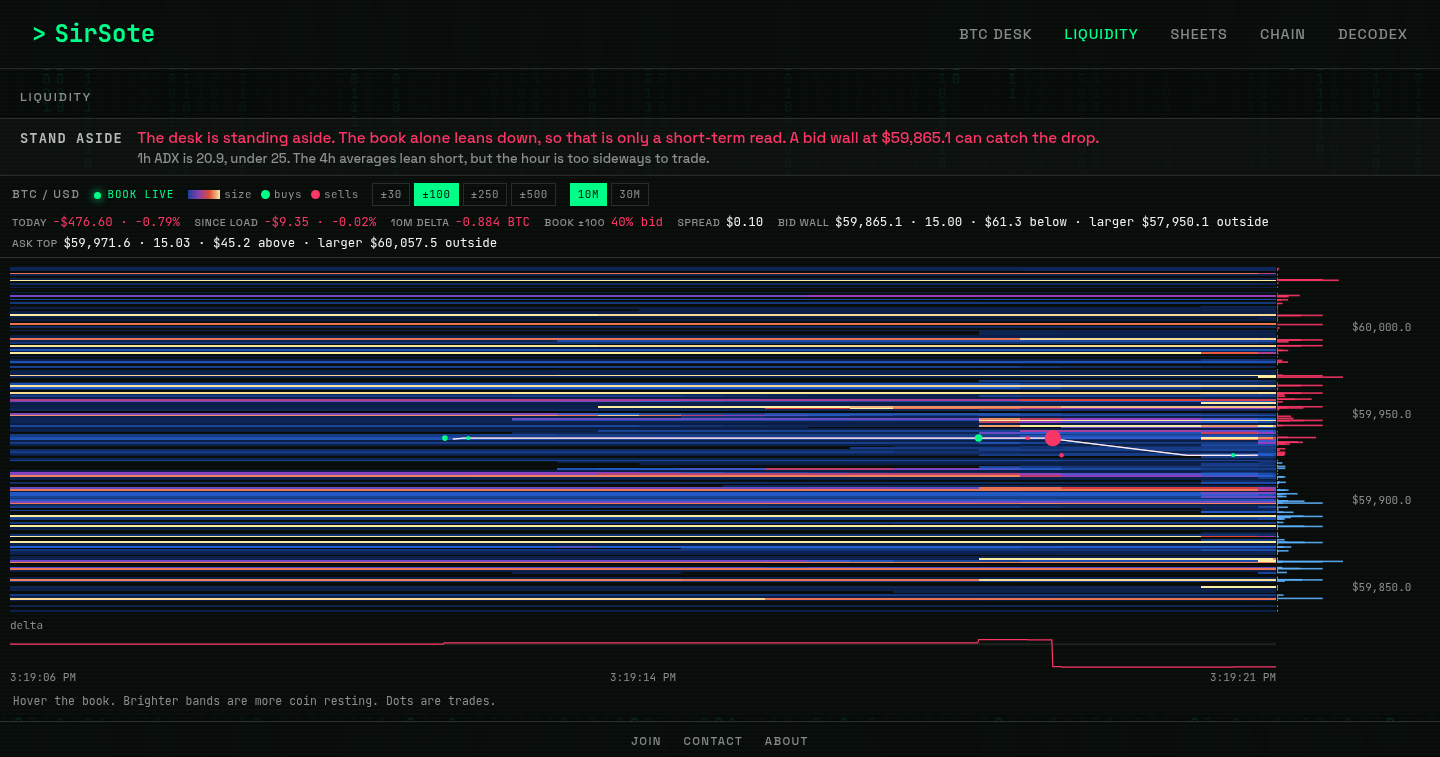 > SirSote
BTC DESK LIQUIDITY SHEETS CHAIN DECODEX
LIQUIDITY
STAND ASIDE The desk is standing aside. The book alone leans down, so that is only a short-term read. A bid wall at $59,865.1 can catch the drop.
1h ADX is 20.9, under 25. The 4h averages lean short, but the hour is too sideways to trade.
BTC / USD BOOK LIVE size buys sells ±30 ±100 ±250 ±500 10M 30M
TODAY -$476.60 · -0.79% SINCE LOAD -$9.35 · -0.02% 10M DELTA -0.884 BTC BOOK ±100 40% bid SPREAD $0.10 BID WALL $59,865.1 · 15.00 · $61.3 below · larger $57,950.1 outside
ASK TOP $59,971.6 · 15.03 · $45.2 above · larger $60,057.5 outside
$60,000.0
$59,950.0
$59,900.0
$59,850.0
delta
3:19:06 PM 3:19:14 PM 3:19:21 PM
Hover the book. Brighter bands are more coin resting. Dots are trades.
JOIN CONTACT ABOUT